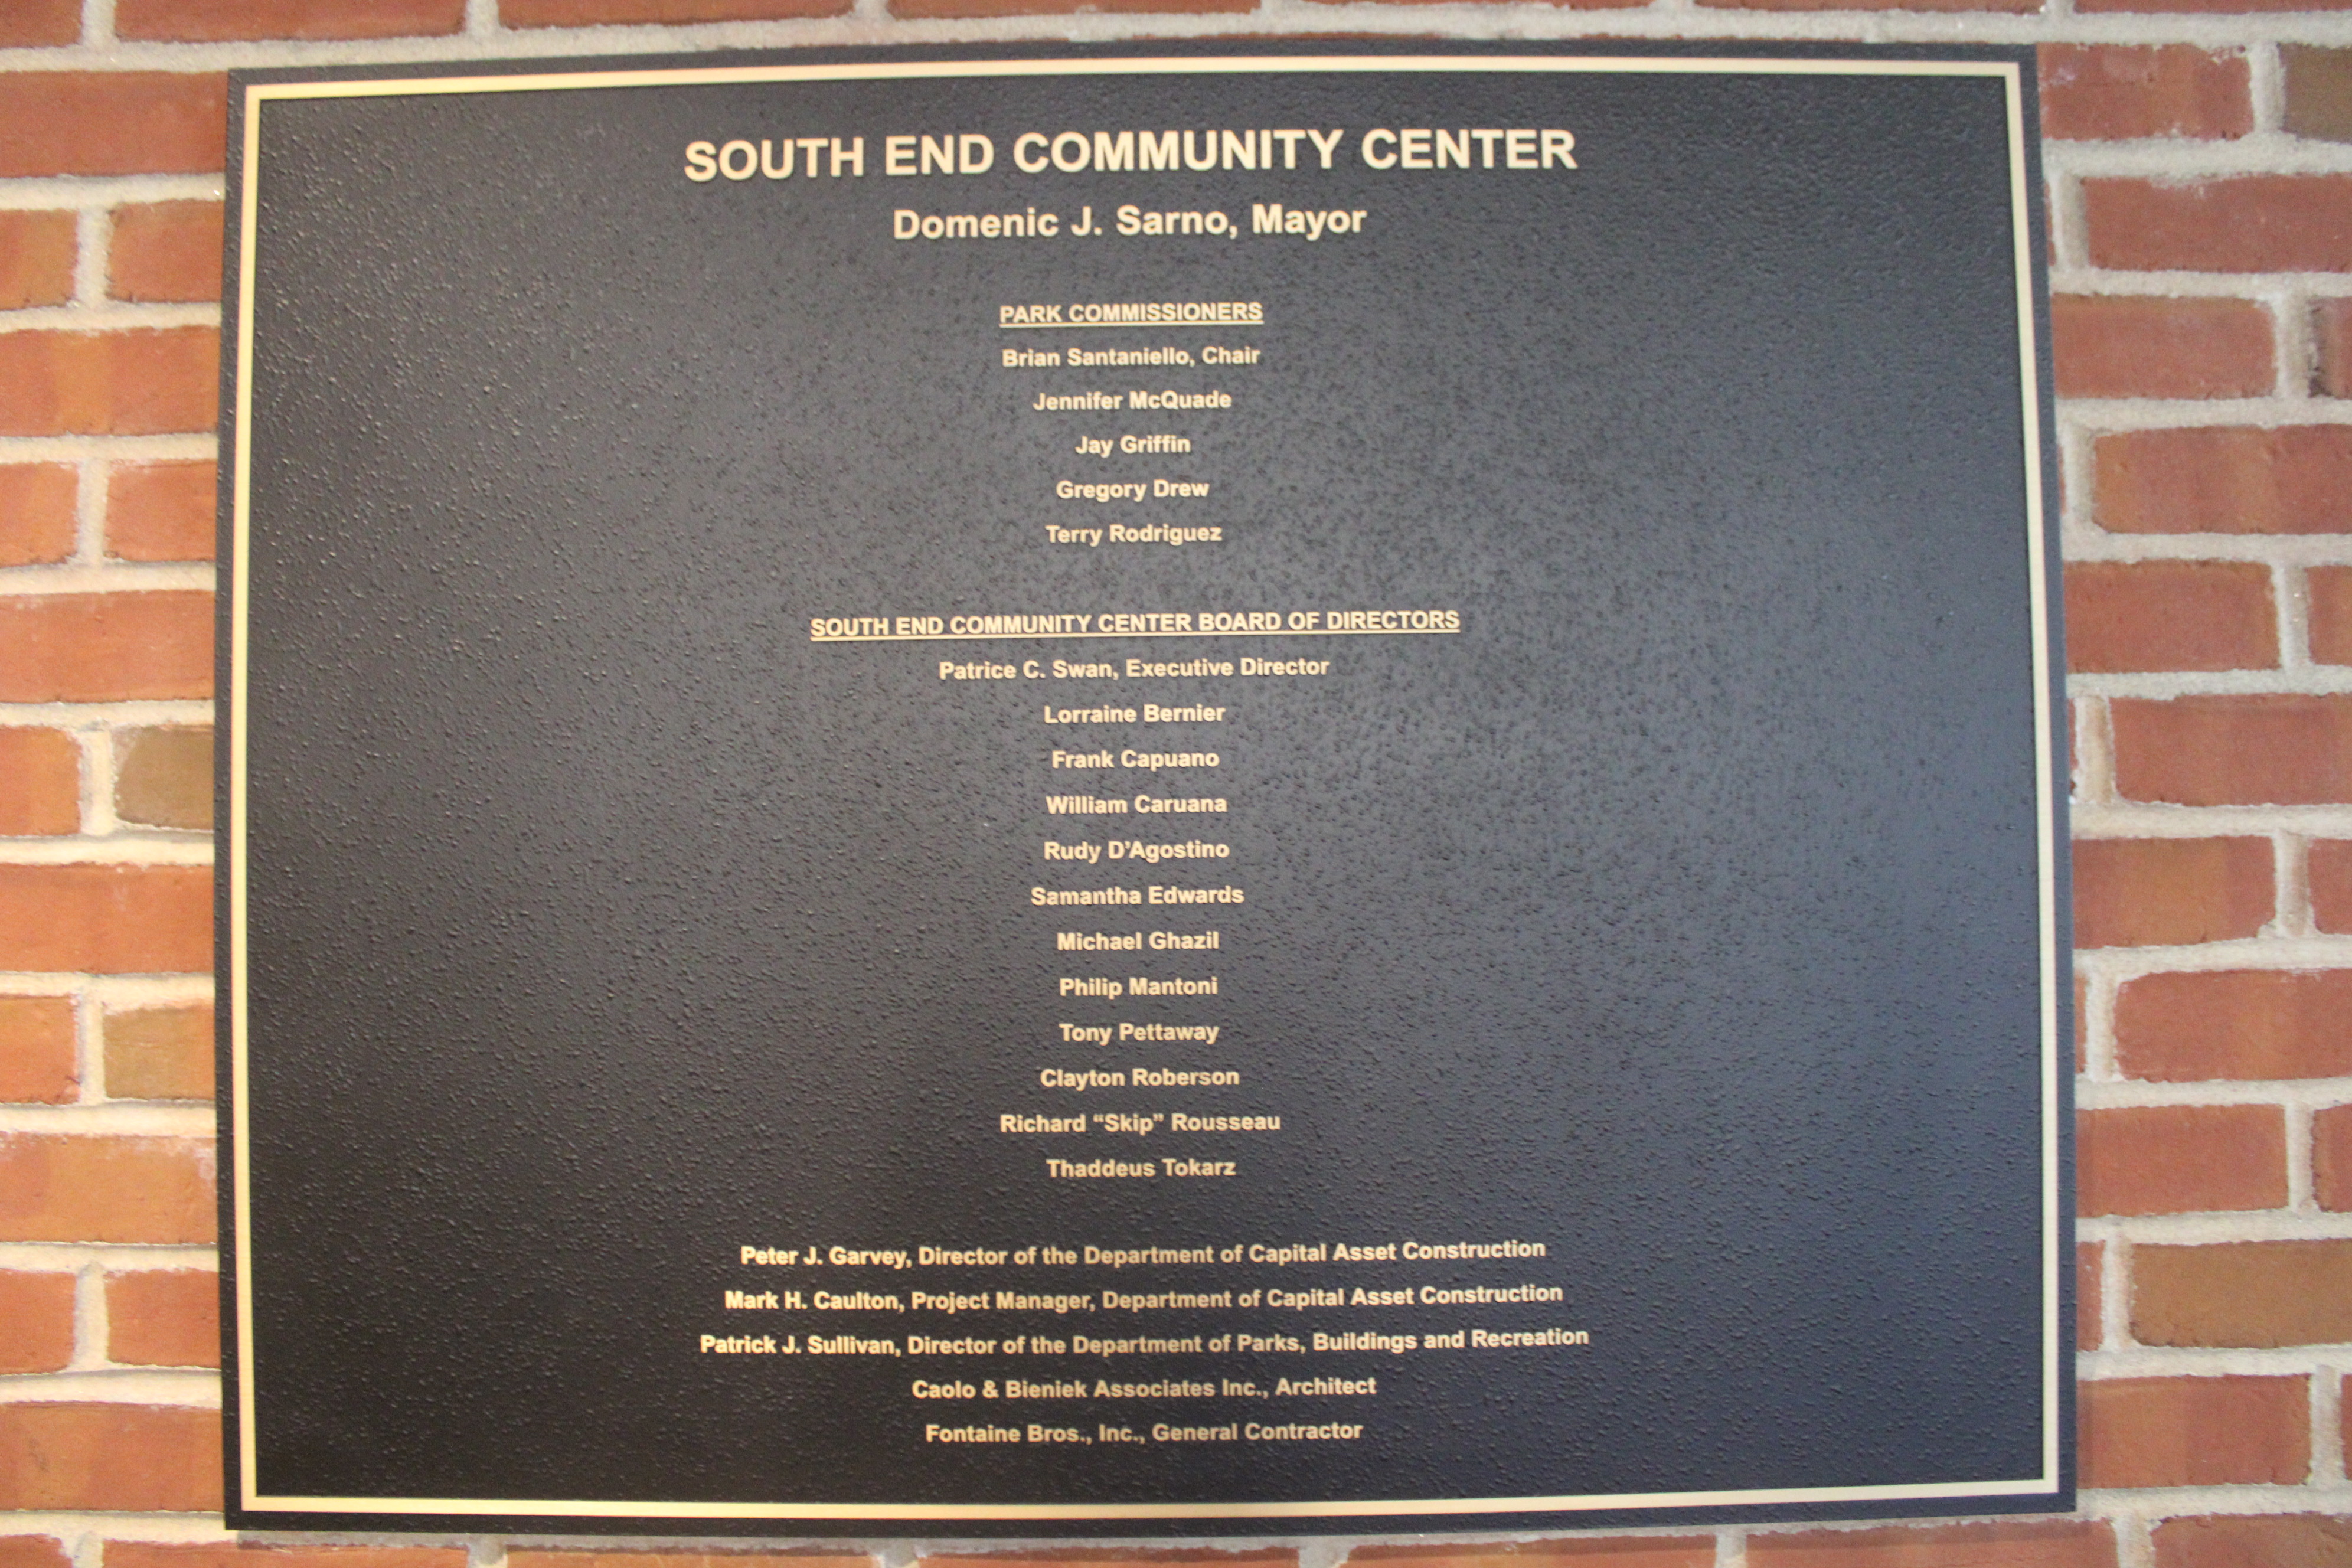 SOUTH END COMMUNITY CENTER
Domenic J. Sarno, Mayor
PARK COMMISSIONERS
Brian Santaniello, Chair
Jennifer McQuade
Jay Griffin
Gregory Drew
Terry Rodriguez
SOUTH END COMMUNITY CENTER BOARD OF DIRECTORS
Patrice C. Swan, Executive Director
Lorraine Bernier
Frank Capuano
William Caruana
Rudy D’Agostino
Samantha Edwards
Michael Ghazil
Philip Mantoni
Tony Pettaway
Clayton Roberson
Richard “Skip” Rousseau
Thaddeus Tokarz
Peter J. Garvey, Director of the Department of Capital Asset Construction
Mark H. Caulton, Project Manager, Department of Capital Asset Construction
Patrick J. Sullivan, Director of the Department of Parks, Buildings and Recreation
Caolo & Bieniek Associates Inc., Architect
Fontaine Bros., Inc., General Contractor